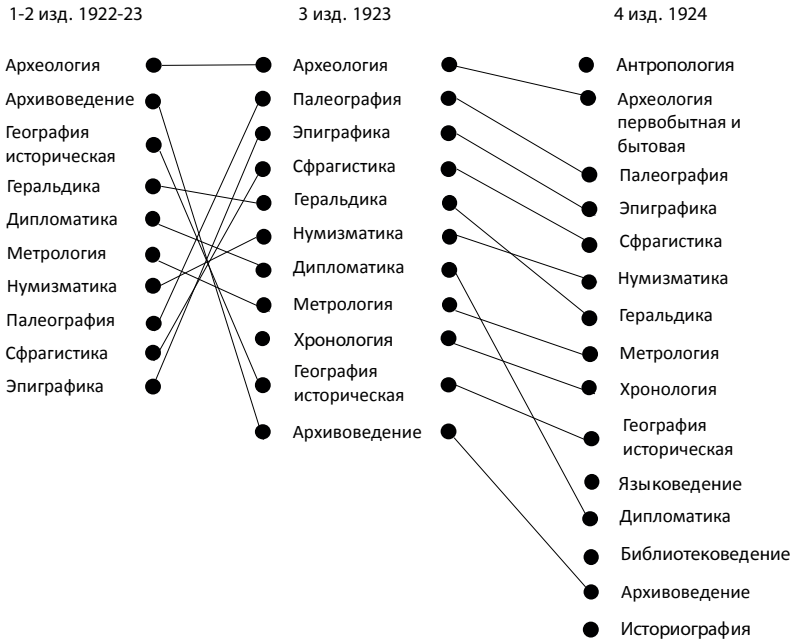 1-2 изд. 1922-23
Археология
Архивоведение
География
историческая
Геральдика
Дипломатика
Метрология
Нумизматика
Палеография
Сфрагистика
Эпиграфика
3 изд. 1923
Археология
Палеография
Эпиграфика
Сфрагистика
Геральдика
Нумизматика
Дипломатика
Метрология
Хронология
География
историческая
Архивоведение
4 изд. 1924
Антропология
Археология
первобытная и
бытовая
Палеография
Эпиграфика
Сфрагистика
Нумизматика
Геральдика
Метрология
Хронология
География
историческая
Языковедение
Дипломатика
Библиотековедение
Архивоведение
Историография